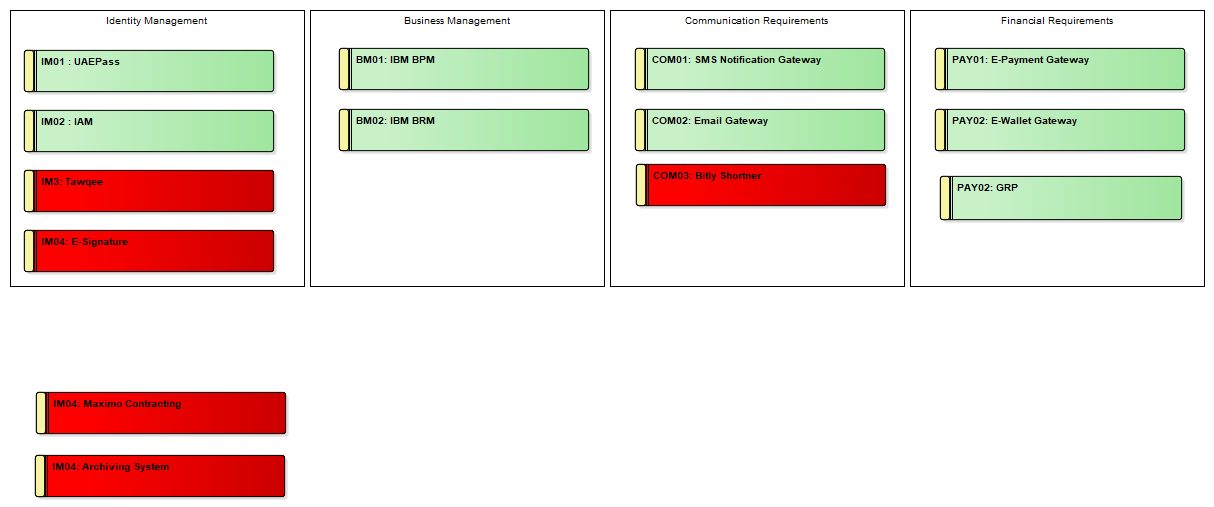 Identity Management
IM01 : UAEPass
IM02 : IAM
IM3: Tawqee
IM04: E-Signature
Business Management
BM01: IBM BPM
BM02: IBM BRM
Communication Requirements
COM01: SMS Notification Gateway
COM02: Email Gateway
COM03: Bitly Shortner
Financial Requirements
PAY01: E-Payment Gateway
PAY02: E-Wallet Gateway
PAY02: GRP
IM04: Maximo Contracting
IM04: Archiving System